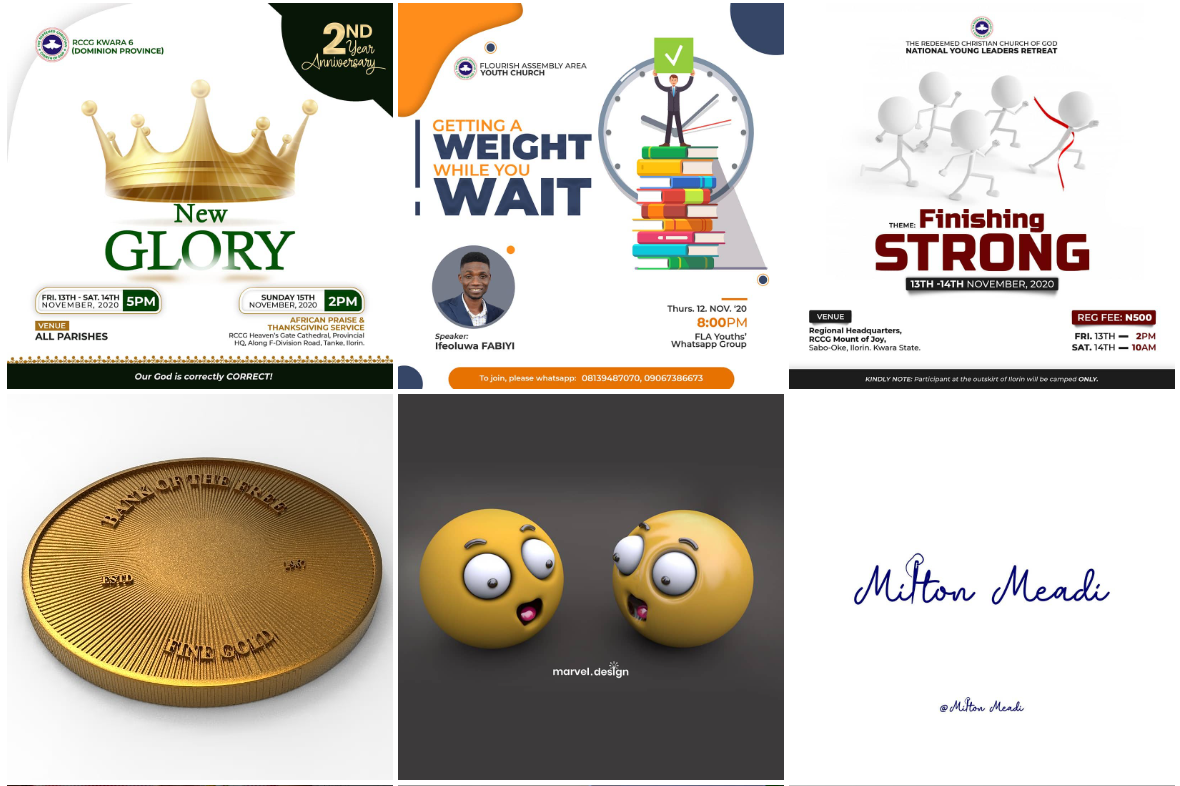 RCCG KWARA 6
(DOMINION PROVINCE)
2ND
Year
Anniversary
New
GLORY
FRI. 13TH - SAT. 14TH
NOVEMBER, 2020
5PM
VENUE
ALL PARISHES
SUNDAY 15TH
NOVEMBER, 2020
2PM
AFRICAN PRAISE &
THANKSGIVING SERVICE
RCCG Heaven's Gate Cathedral, Provincial
HQ, Along F-Division Road, Tanke, Ilorin.
Our God is correctly CORRECT!
FLOURISH ASSEMBLY AREA
YOUTH CHURCH
GETTING A
WEIGHT
WHILE YOU
WAIT
Speaker:
Ifeoluwa FABIYI
Thurs. 12. NOV. '20
8:00PM
FLA Youths'
Whatsapp Group
To join, please whatsapp: 08139487070, 09067386673
THE REDEEMED CHRISTIAN CHURCH OF GOD
NATIONAL YOUNG LEADERS RETREAT
THEME: Finishing
STRONG
13TH -14TH NOVEMBER, 2020
VENUE
Regional Headquarters,
RCCG Mount of Joy,
Sabo-Oke, Ilorin. Kwara State.
REG FEE: N500
FRI. 13TH — 2PM
SAT. 14TH — 10AM
KINDLY NOTE: Participant at the outskirt of Ilorin will be camped ONLY.
BANK OF THE FREE
ESTD
FINE GOLD
marvel.design
Milton Meadi
@Milton Meadi